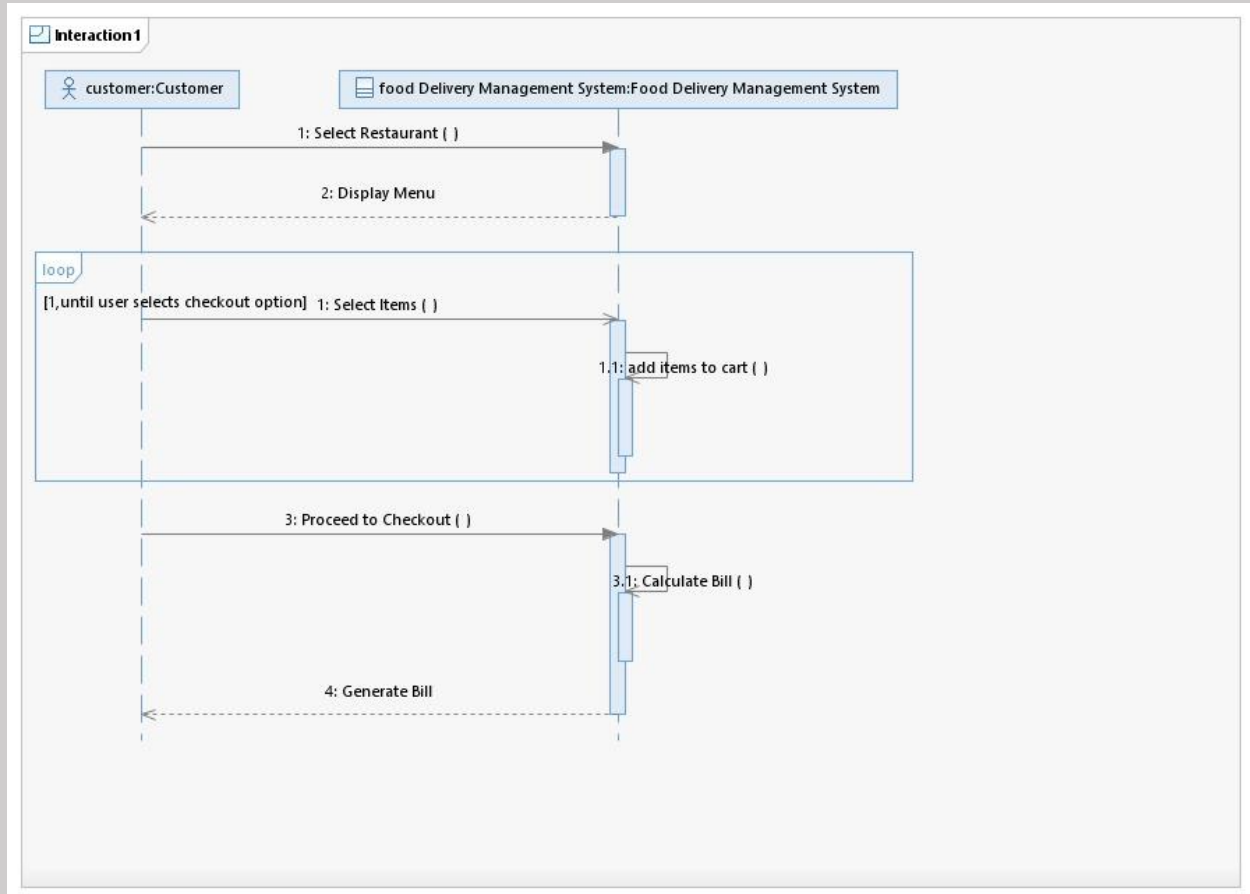 Interaction1
customer:Customer
food Delivery Management System:Food Delivery Management System
1: Select Restaurant ( )
2: Display Menu
loop
[1,until user selects checkout option]
1: Select Items ( )
1.1: add items to cart ( )
3: Proceed to Checkout ( )
3.1: Calculate Bill ( )
4: Generate Bill